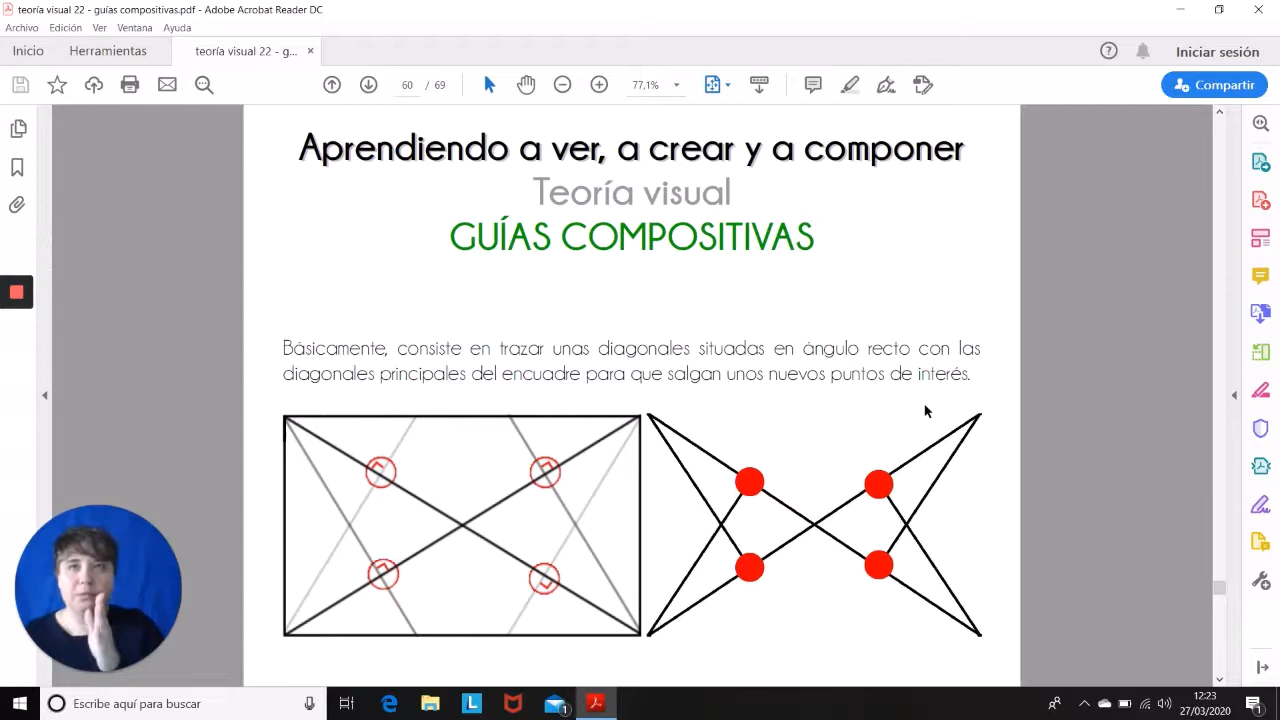 teoría visual 22 - guías compositivas.pdf - Adobe Acrobat Reader DC
Archivo Edición Ver Ventana Ayuda
Inicio Herramientas teoría visual 22 - g... × Iniciar sesión
60 / 69 77,1% Compartir
Aprendiendo a ver, a crear y a componer
Teoría visual
GUÍAS COMPOSITIVAS
Básicamente, consiste en trazar unas diagonales situadas en ángulo recto con las
diagonales principales del encuadre para que salgan unos nuevos puntos de interés.
Escribe aquí para buscar
1
12:23
27/03/2020
1